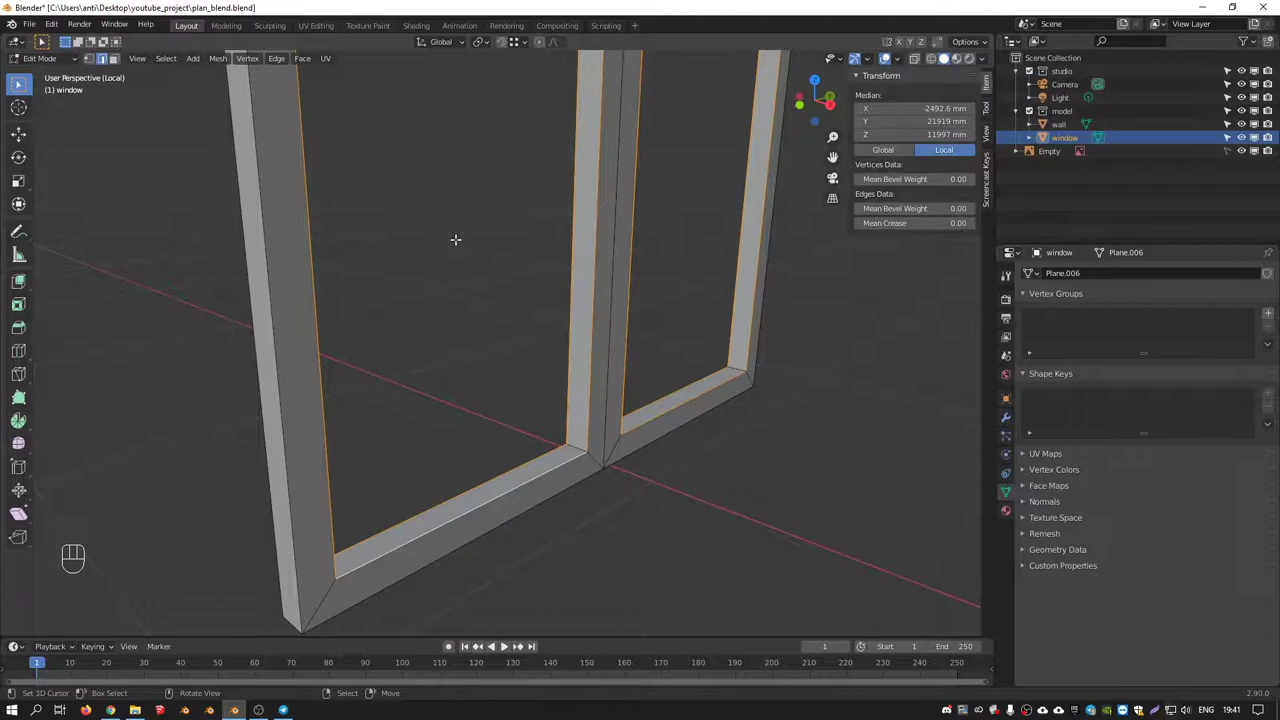 Blender* [C:\Users\anti\Desktop\youtube_project\plan_blend.blend]
File Edit Render Window Help Layout Modeling Sculpting UV Editing Texture Paint Shading Animation Rendering Compositing Scripting Scene View Layer
Global Options
Edit Mode View Select Add Mesh Vertex Edge Face UV
User Perspective (Local)
(1) window
X Y Z
Transform
Median:
X -2492.6 mm
Y 21919 mm
Z 11997 mm
Global Local
Vertices Data:
Mean Bevel Weight 0.00
Edges Data:
Mean Bevel Weight 0.00
Mean Crease 0.00
Item
Tool
View
Screencast Keys
Scene Collection
studio
Camera
Light
model
wall
window
Empty
window Plane.006
Plane.006
Vertex Groups
Shape Keys
UV Maps
Vertex Colors
Face Maps
Normals
Texture Space
Remesh
Geometry Data
Custom Properties
Playback Keying View Marker 1 Start 1 End 250
1 10 20 30 40 50 60 70 80 90 100 110 120 130 140 150 160 170 180 190 200 210 220 230 240 250
Set 3D Cursor Box Select Rotate View Select Move 2.90.0
ENG 19:41